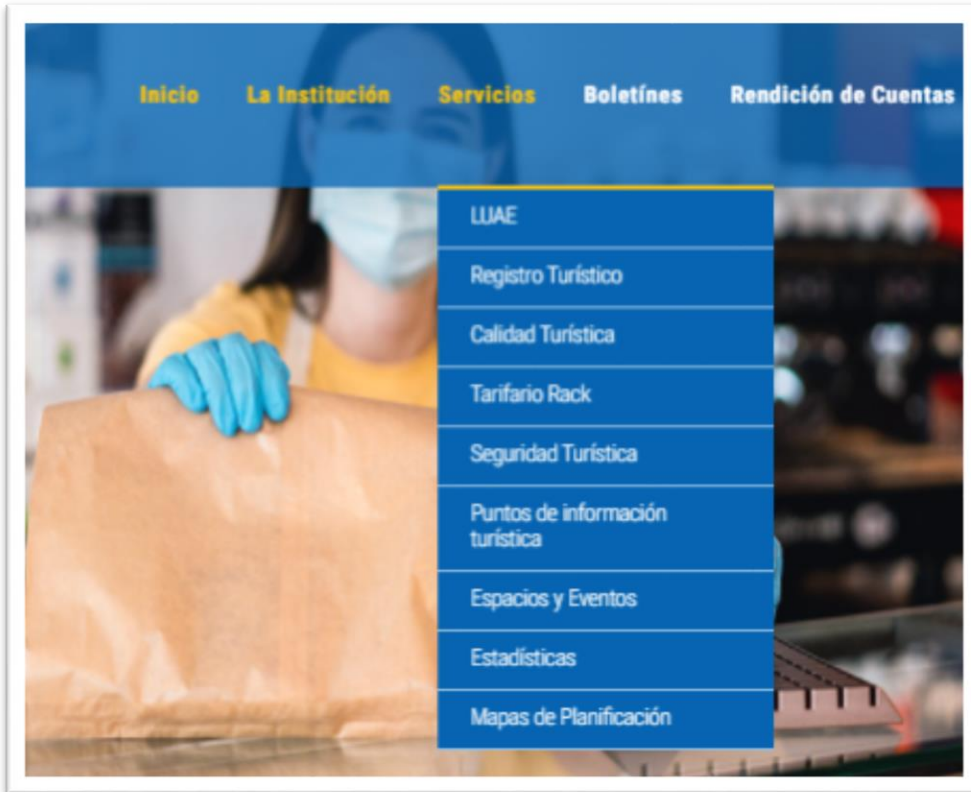 Inicio La Institución Servicios Boletínes Rendición de Cuentas
LUAE
Registro Turístico
Calidad Turística
Tarifario Rack
Seguridad Turística
Puntos de información
turística
Espacios y Eventos
Estadísticas
Mapas de Planificación